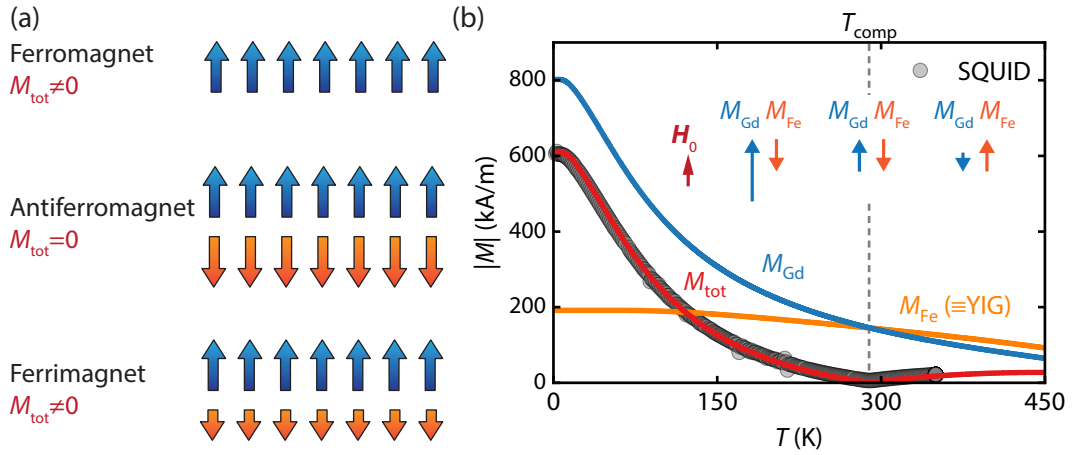 (a)
Ferromagnet
M_tot≠0
Antiferromagnet
M_tot=0
Ferrimagnet
M_tot≠0
(b)
T_comp
SQUID
M_Gd M_Fe
M_Gd M_Fe
M_Gd M_Fe
H_0
M_Gd
M_tot
M_Fe (≡YIG)
|M| (kA/m)
800
600
400
200
0
0 150 300 450
T (K)